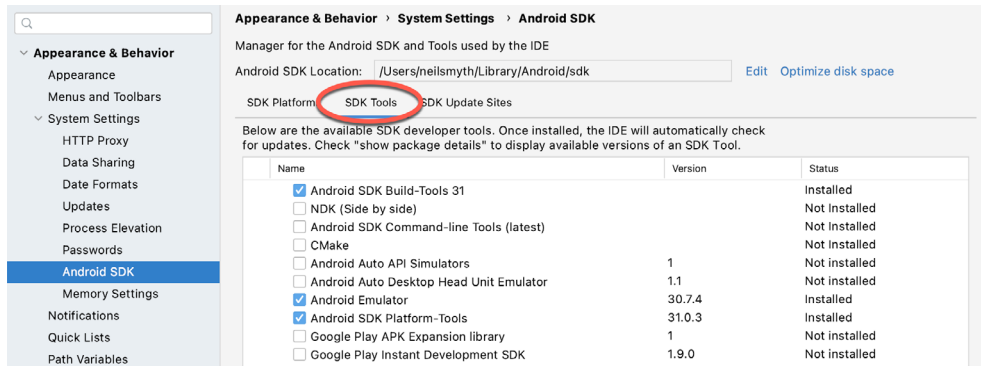 Appearance & Behavior › System Settings › Android SDK
Manager for the Android SDK and Tools used by the IDE
Android SDK Location: /Users/neilsmyth/Library/Android/sdk Edit Optimize disk space
SDK Platform SDK Tools SDK Update Sites
Below are the available SDK developer tools. Once installed, the IDE will automatically check
for updates. Check "show package details" to display available versions of an SDK Tool.
Name Version Status
Android SDK Build-Tools 31 Installed
NDK (Side by side) Not Installed
Android SDK Command-line Tools (latest) Not Installed
CMake Not Installed
Android Auto API Simulators 1 Not installed
Android Auto Desktop Head Unit Emulator 1.1 Not installed
Android Emulator 30.7.4 Installed
Android SDK Platform-Tools 31.0.3 Installed
Google Play APK Expansion library 1 Not installed
Google Play Instant Development SDK 1.9.0 Not installed
Appearance & Behavior
Appearance
Menus and Toolbars
System Settings
HTTP Proxy
Data Sharing
Date Formats
Updates
Process Elevation
Passwords
Android SDK
Memory Settings
Notifications
Quick Lists
Path Variables